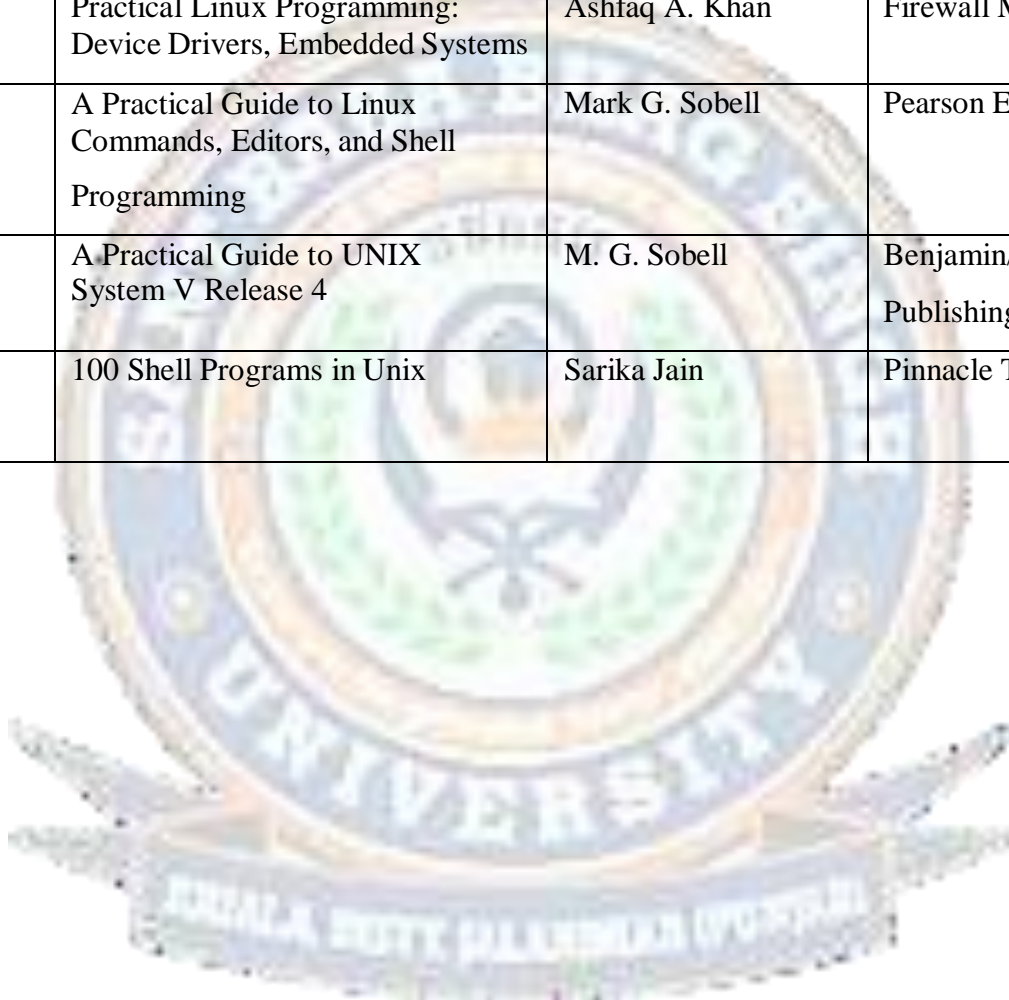 Practical Linux Programming:
Device Drivers, Embedded Systems
Ashfaq A. Khan
Firewall M
A Practical Guide to Linux
Commands, Editors, and Shell
Programming
Mark G. Sobell
Pearson E
A Practical Guide to UNIX
System V Release 4
M. G. Sobell
Benjamin/
Publishing
100 Shell Programs in Unix
Sarika Jain
Pinnacle T
UNIVERSITY